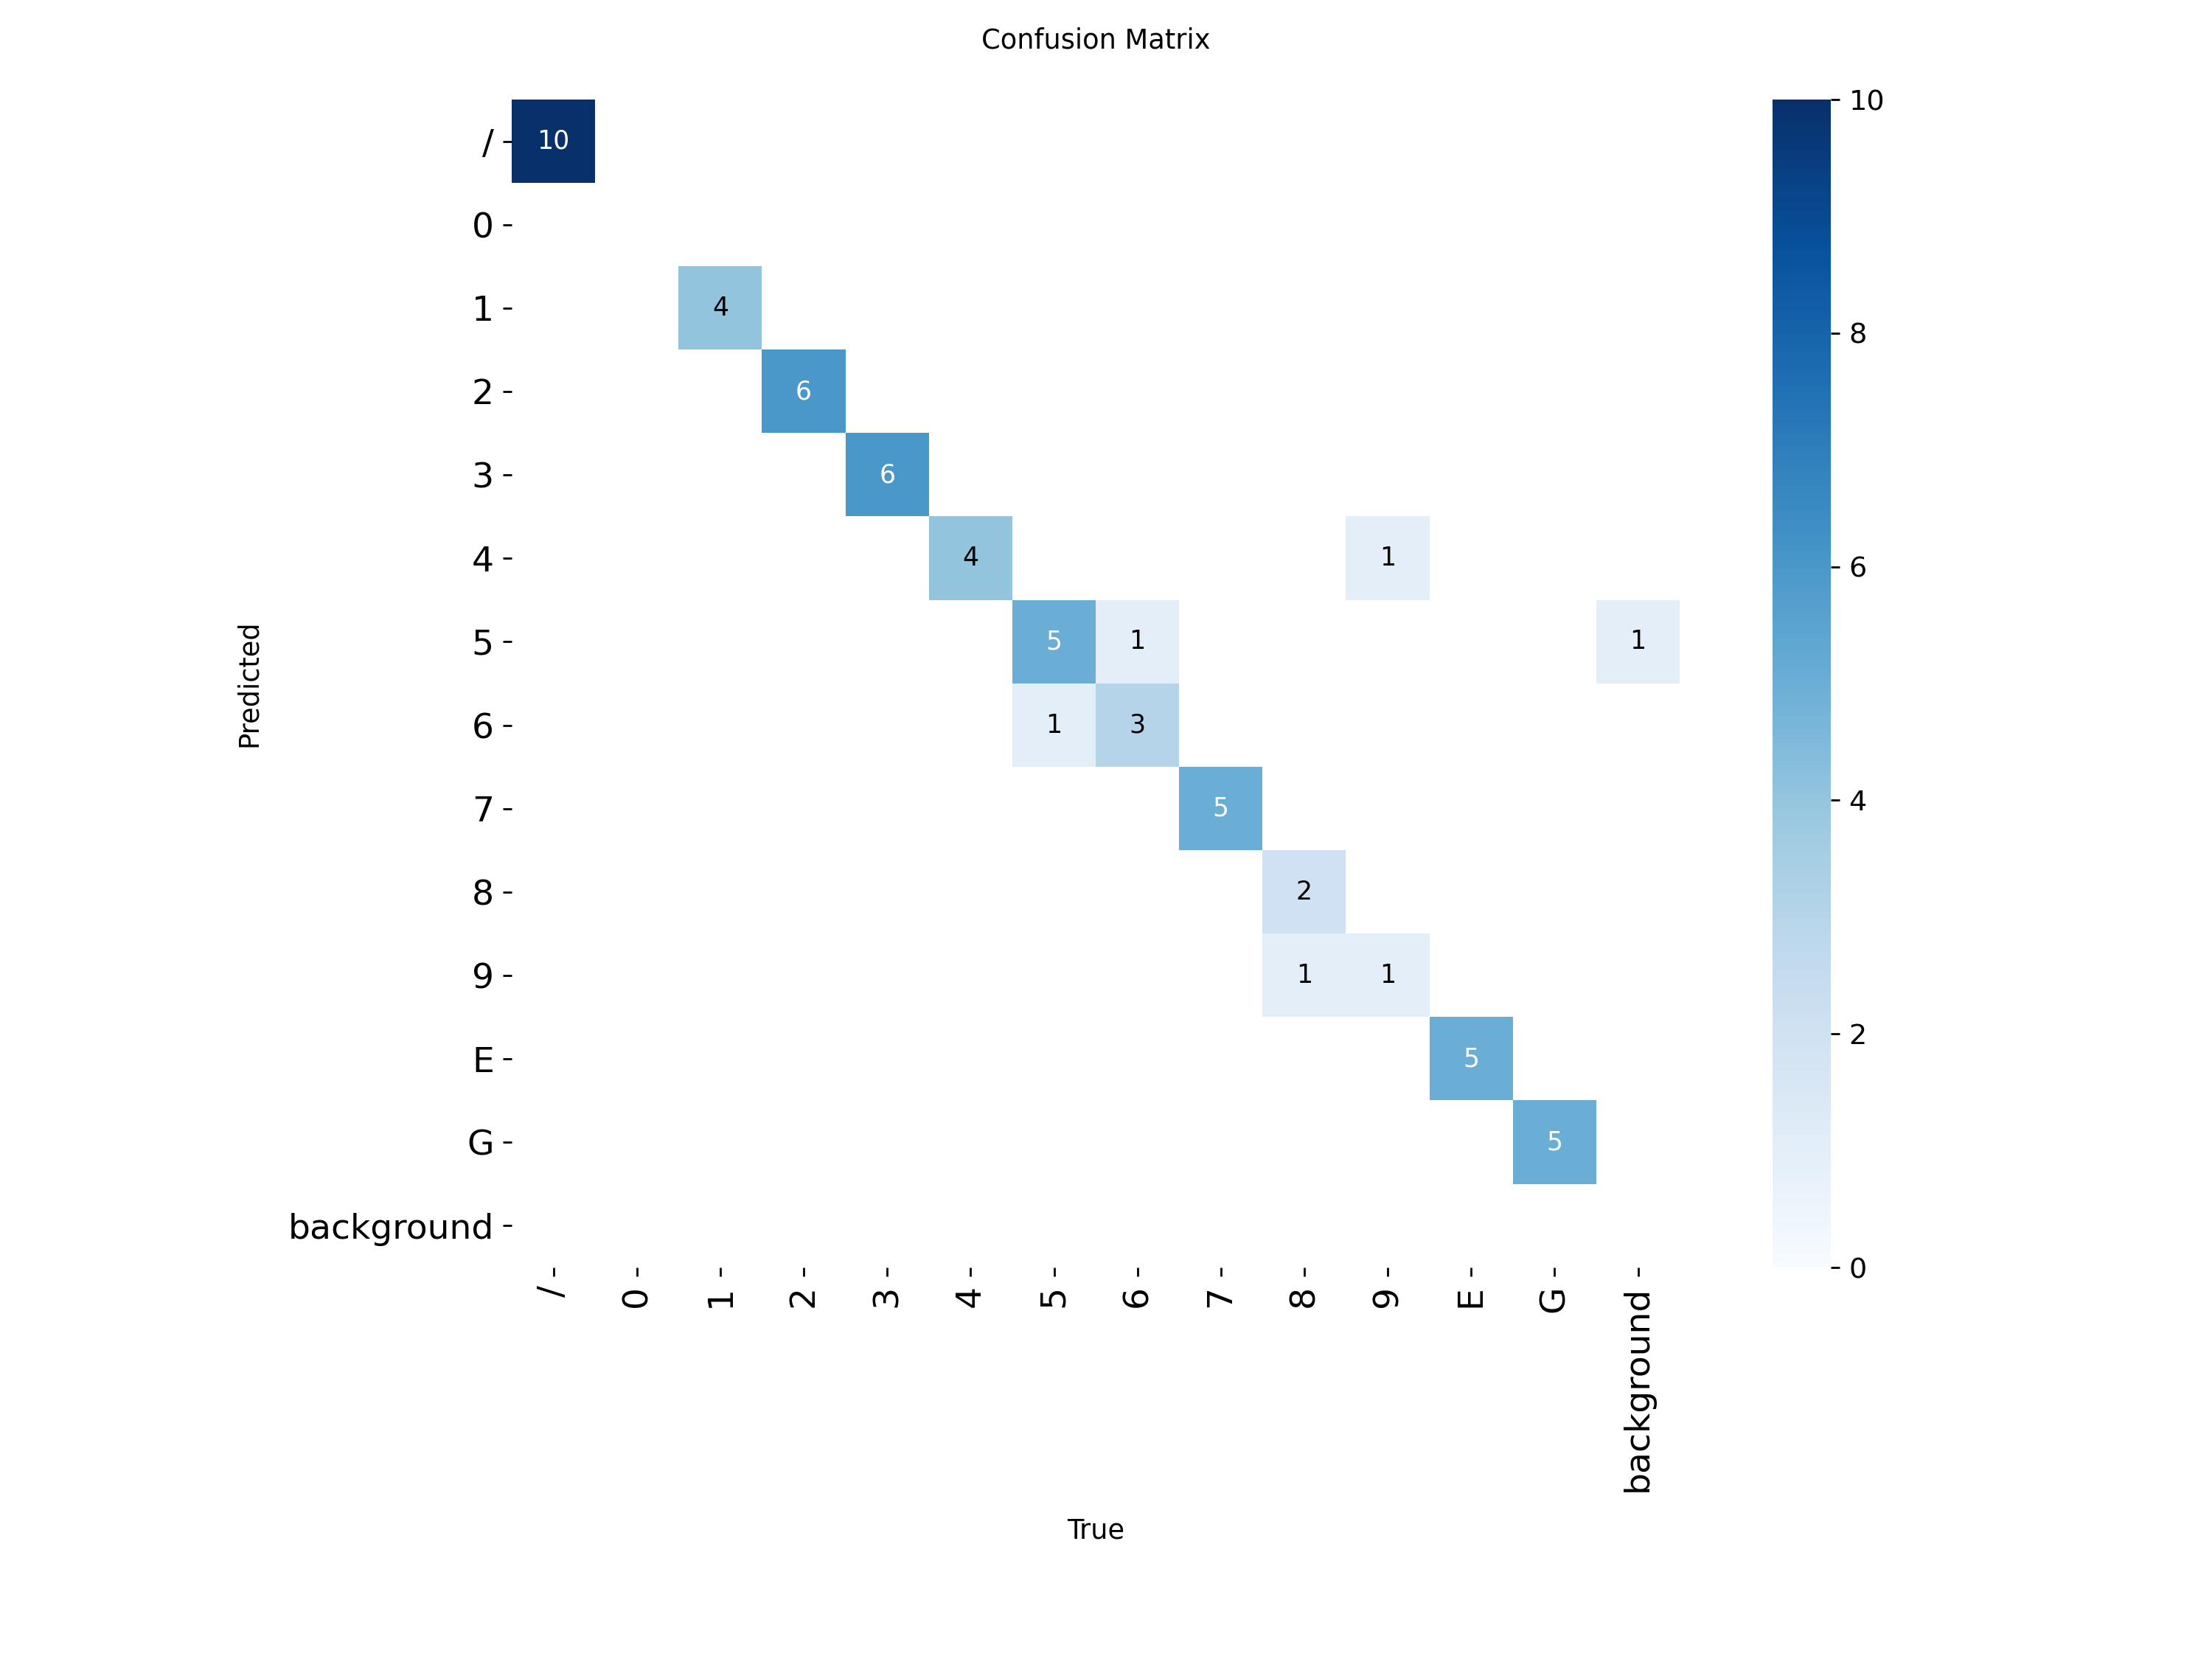 Confusion Matrix
/ 10 10
0
1 4
8
2 6
3 6
4 4 1
6
Predicted
5 5 1 1
6 1 3
7 5
4
8 2
9 1 1
2
E 5
G 5
background
0
/ 0 1 2 3 4 5 6 7 8 9 E G background
True